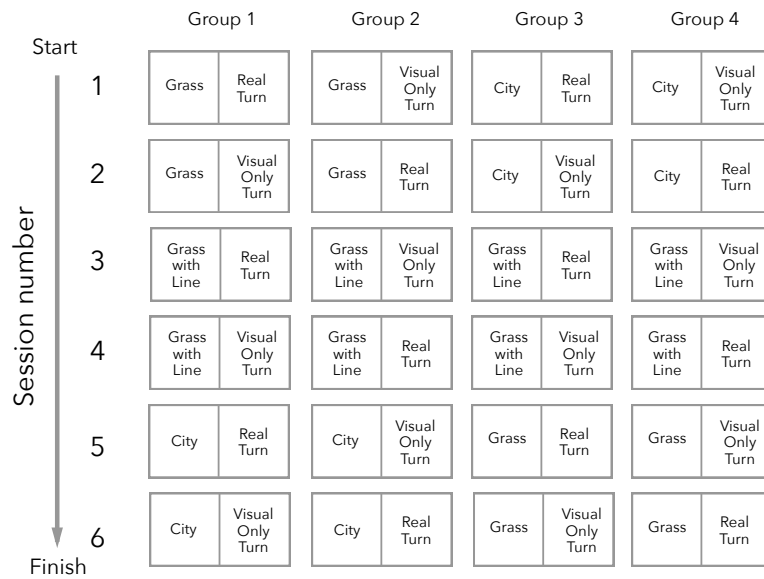 Group 1 Group 2 Group 3 Group 4
Start
Session number
1
Grass
Real
Turn
Grass
Visual
Only
Turn
City
Real
Turn
City
Visual
Only
Turn
2
Grass
Visual
Only
Turn
Grass
Real
Turn
City
Visual
Only
Turn
City
Real
Turn
3
Grass
with
Line
Real
Turn
Grass
with
Line
Visual
Only
Turn
Grass
with
Line
Real
Turn
Grass
with
Line
Visual
Only
Turn
4
Grass
with
Line
Visual
Only
Turn
Grass
with
Line
Real
Turn
Grass
with
Line
Visual
Only
Turn
Grass
with
Line
Real
Turn
5
City
Real
Turn
City
Visual
Only
Turn
Grass
Real
Turn
Grass
Visual
Only
Turn
6
City
Visual
Only
Turn
City
Real
Turn
Grass
Visual
Only
Turn
Grass
Real
Turn
Finish